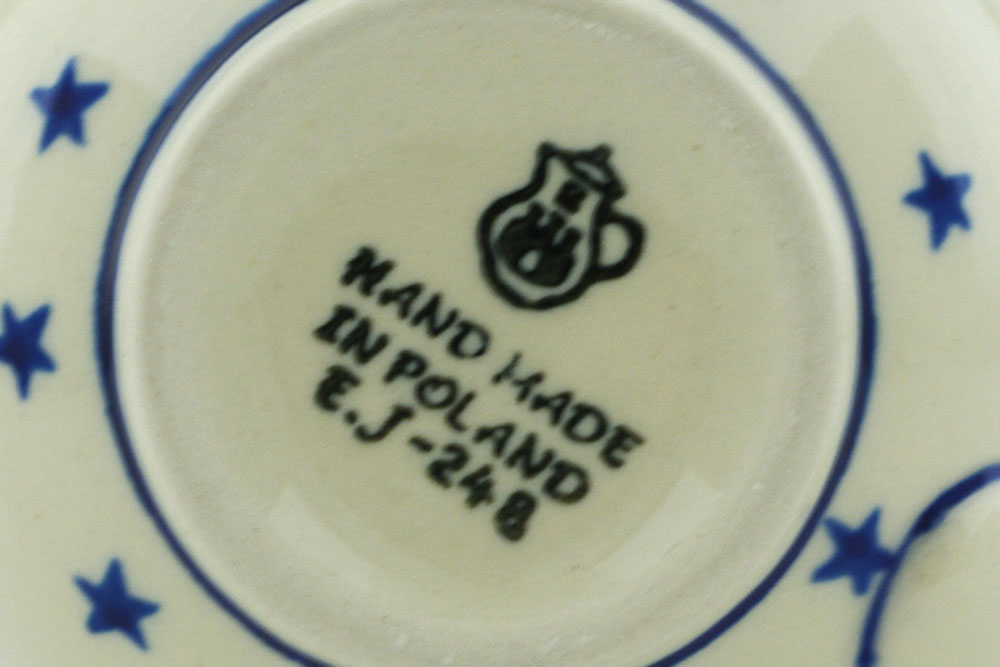 HAND MADE
IN POLAND
E.J-248